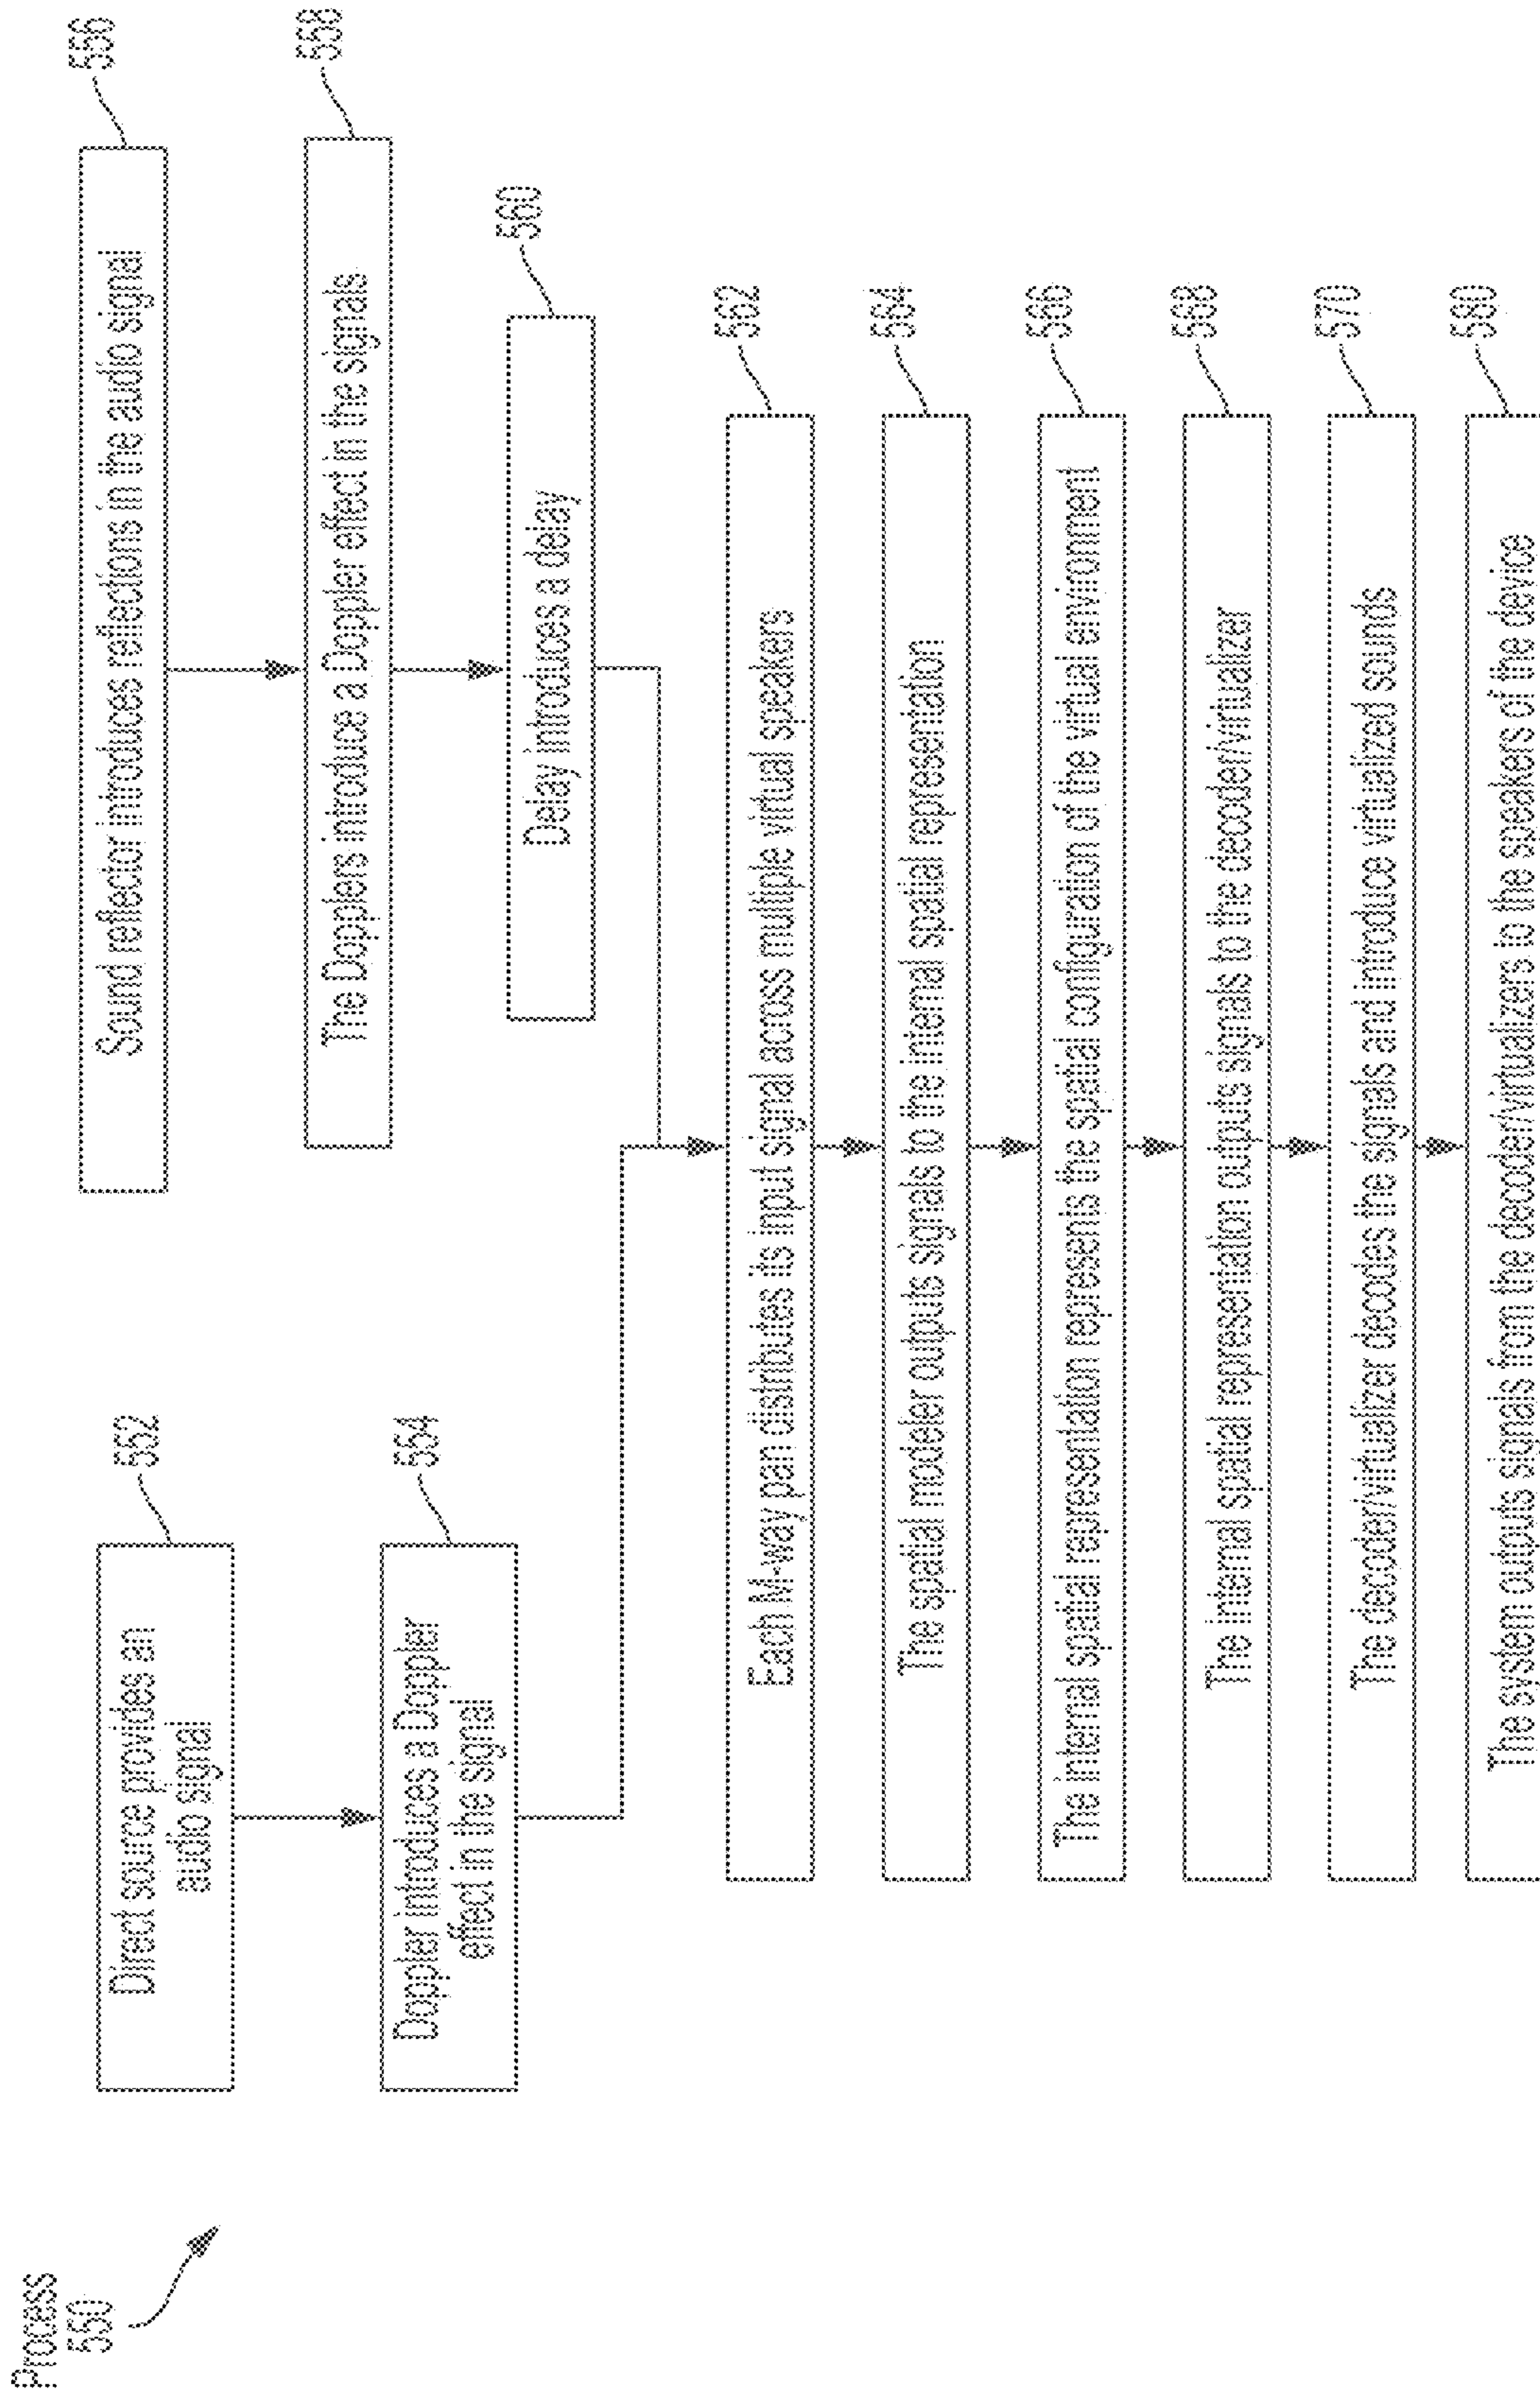 Process
550
552
Direct source provides an
audio signal
554
Doppler introduces a Doppler
effect in the signal
556
Sound reflector introduces reflections in the audio signal
558
The Dopplers introduce a Doppler effect in the signals
560
Delay introduces a delay
562
Each M-way pan distributes its input signal across multiple virtual speakers
564
The spatial modeler outputs signals to the internal spatial representation
566
The internal spatial representation represents the spatial configuration of the virtual environment
568
The internal spatial representation outputs signals to the decoder/virtualizer
570
The decoder/virtualizer decodes the signals and introduce virtualized sounds
580
The system outputs signals from the decoder/virtualizers to the speakers of the device